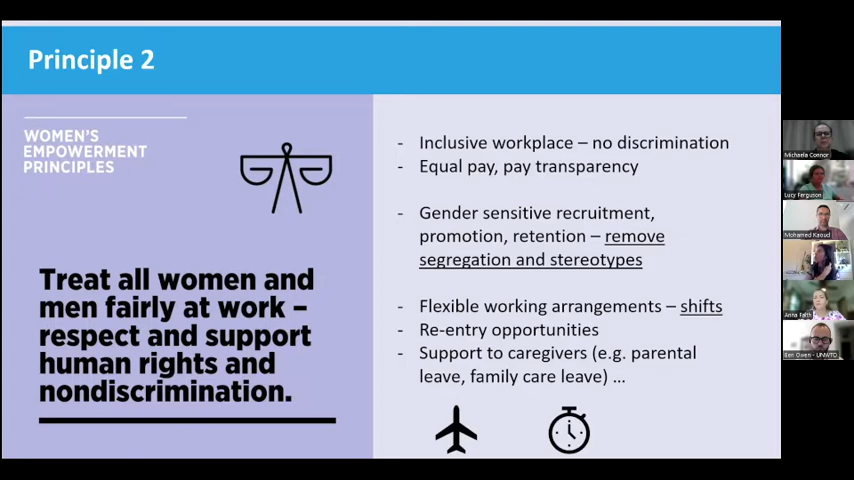 Principle 2
WOMEN'S
EMPOWERMENT
PRINCIPLES
Treat all women and
men fairly at work –
respect and support
human rights and
nondiscrimination.
- Inclusive workplace – no discrimination
- Equal pay, pay transparency
- Gender sensitive recruitment,
promotion, retention – remove
segregation and stereotypes
- Flexible working arrangements – shifts
- Re-entry opportunities
- Support to caregivers (e.g. parental
leave, family care leave) ...
Michaela Connor
Lucy Ferguson
Mohamed Kaoud
Anna Faith
Ben Owen - UNWTO